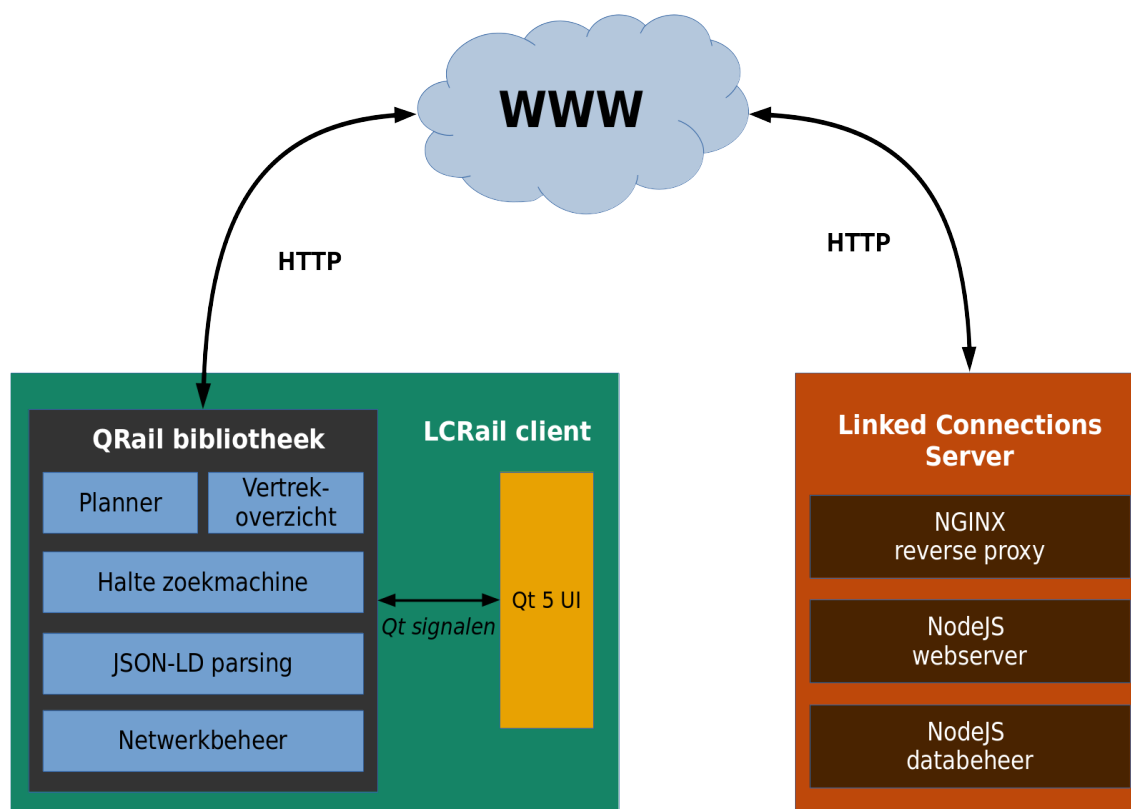 WWW
HTTP
HTTP
QRail bibliotheek
LCRail client
Planner
Vertrek-
overzicht
Halte zoekmachine
JSON-LD parsing
Netwerkbeheer
Qt signalen
Qt 5 UI
Linked Connections
Server
NGINX
reverse proxy
NodeJS
webserver
NodeJS
databeheer